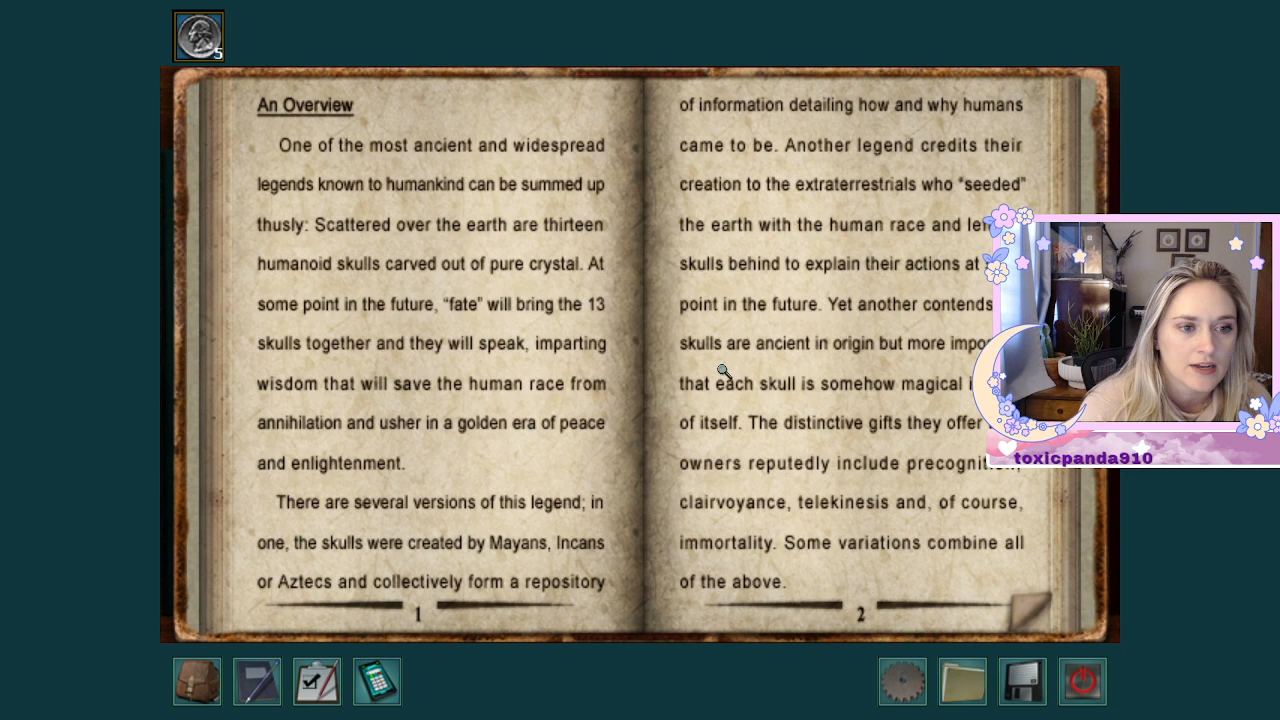 5
An Overview
One of the most ancient and widespread
legends known to humankind can be summed up
thusly: Scattered over the earth are thirteen
humanoid skulls carved out of pure crystal. At
some point in the future, “fate” will bring the 13
skulls together and they will speak, imparting
wisdom that will save the human race from
annihilation and usher in a golden era of peace
and enlightenment.
There are several versions of this legend; in
one, the skulls were created by Mayans, Incans
or Aztecs and collectively form a repository
1
of information detailing how and why humans
came to be. Another legend credits their
creation to the extraterrestrials who “seeded”
the earth with the human race and
skulls behind to explain their actions at
point in the future. Yet another contends
skulls are ancient in origin but more
that each skull is somehow magical
of itself. The distinctive gifts they offer
owners reputedly include
clairvoyance, telekinesis and, of course,
immortality. Some variations combine all
of the above.
2
toxicpanda910